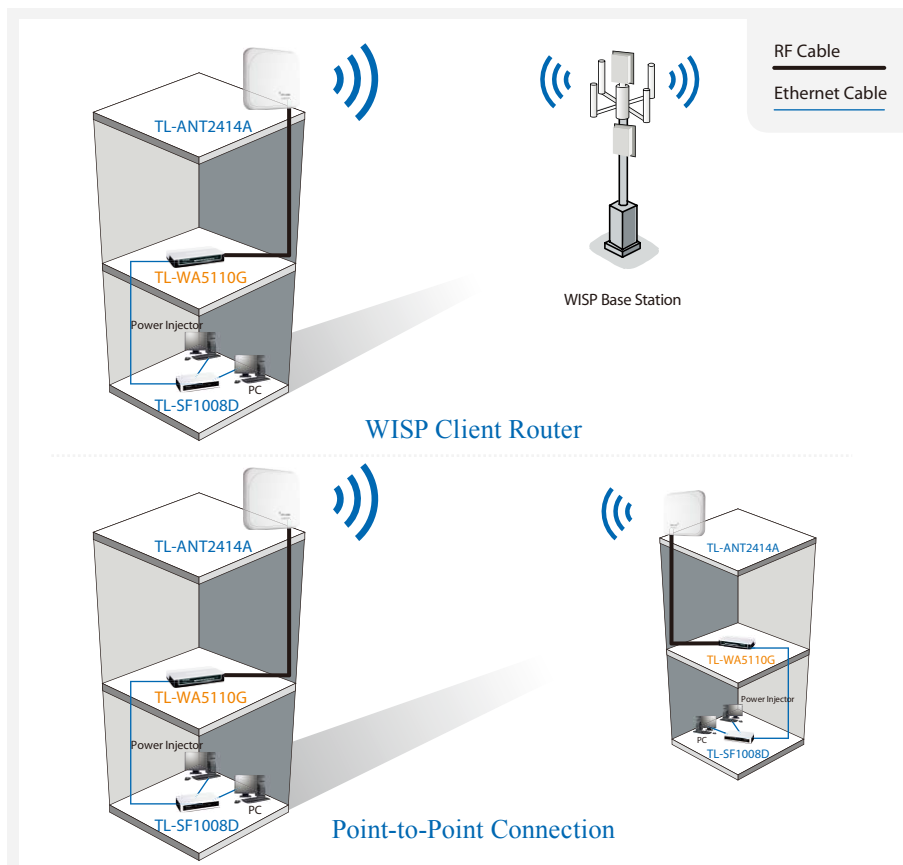 RF Cable
Ethernet Cable
TL-ANT2414A
TL-WA5110G
WISP Base Station
Power Injector
PC
TL-SF1008D
WISP Client Router
TL-ANT2414A
TL-ANT2414A
TL-WA5110G
TL-WA5110G
Power Injector
Power Injector
PC
TL-SF1008D
PC
TL-SF1008D
Point-to-Point Connection